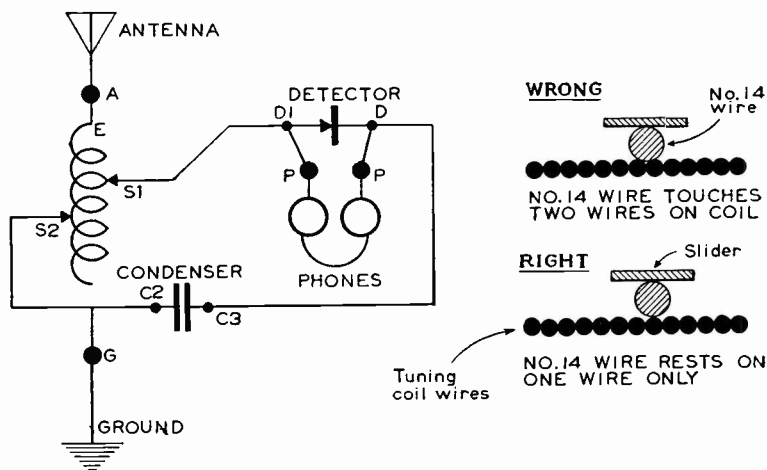 ANTENNA
A
E
S1
S2
DETECTOR
D1
D
P
P
PHONES
CONDENSER
C2
C3
G
GROUND
WRONG
No.14
wire
NO.14 WIRE TOUCHES
TWO WIRES ON COIL
RIGHT
Slider
Tuning
coil wires
NO.14 WIRE RESTS ON
ONE WIRE ONLY